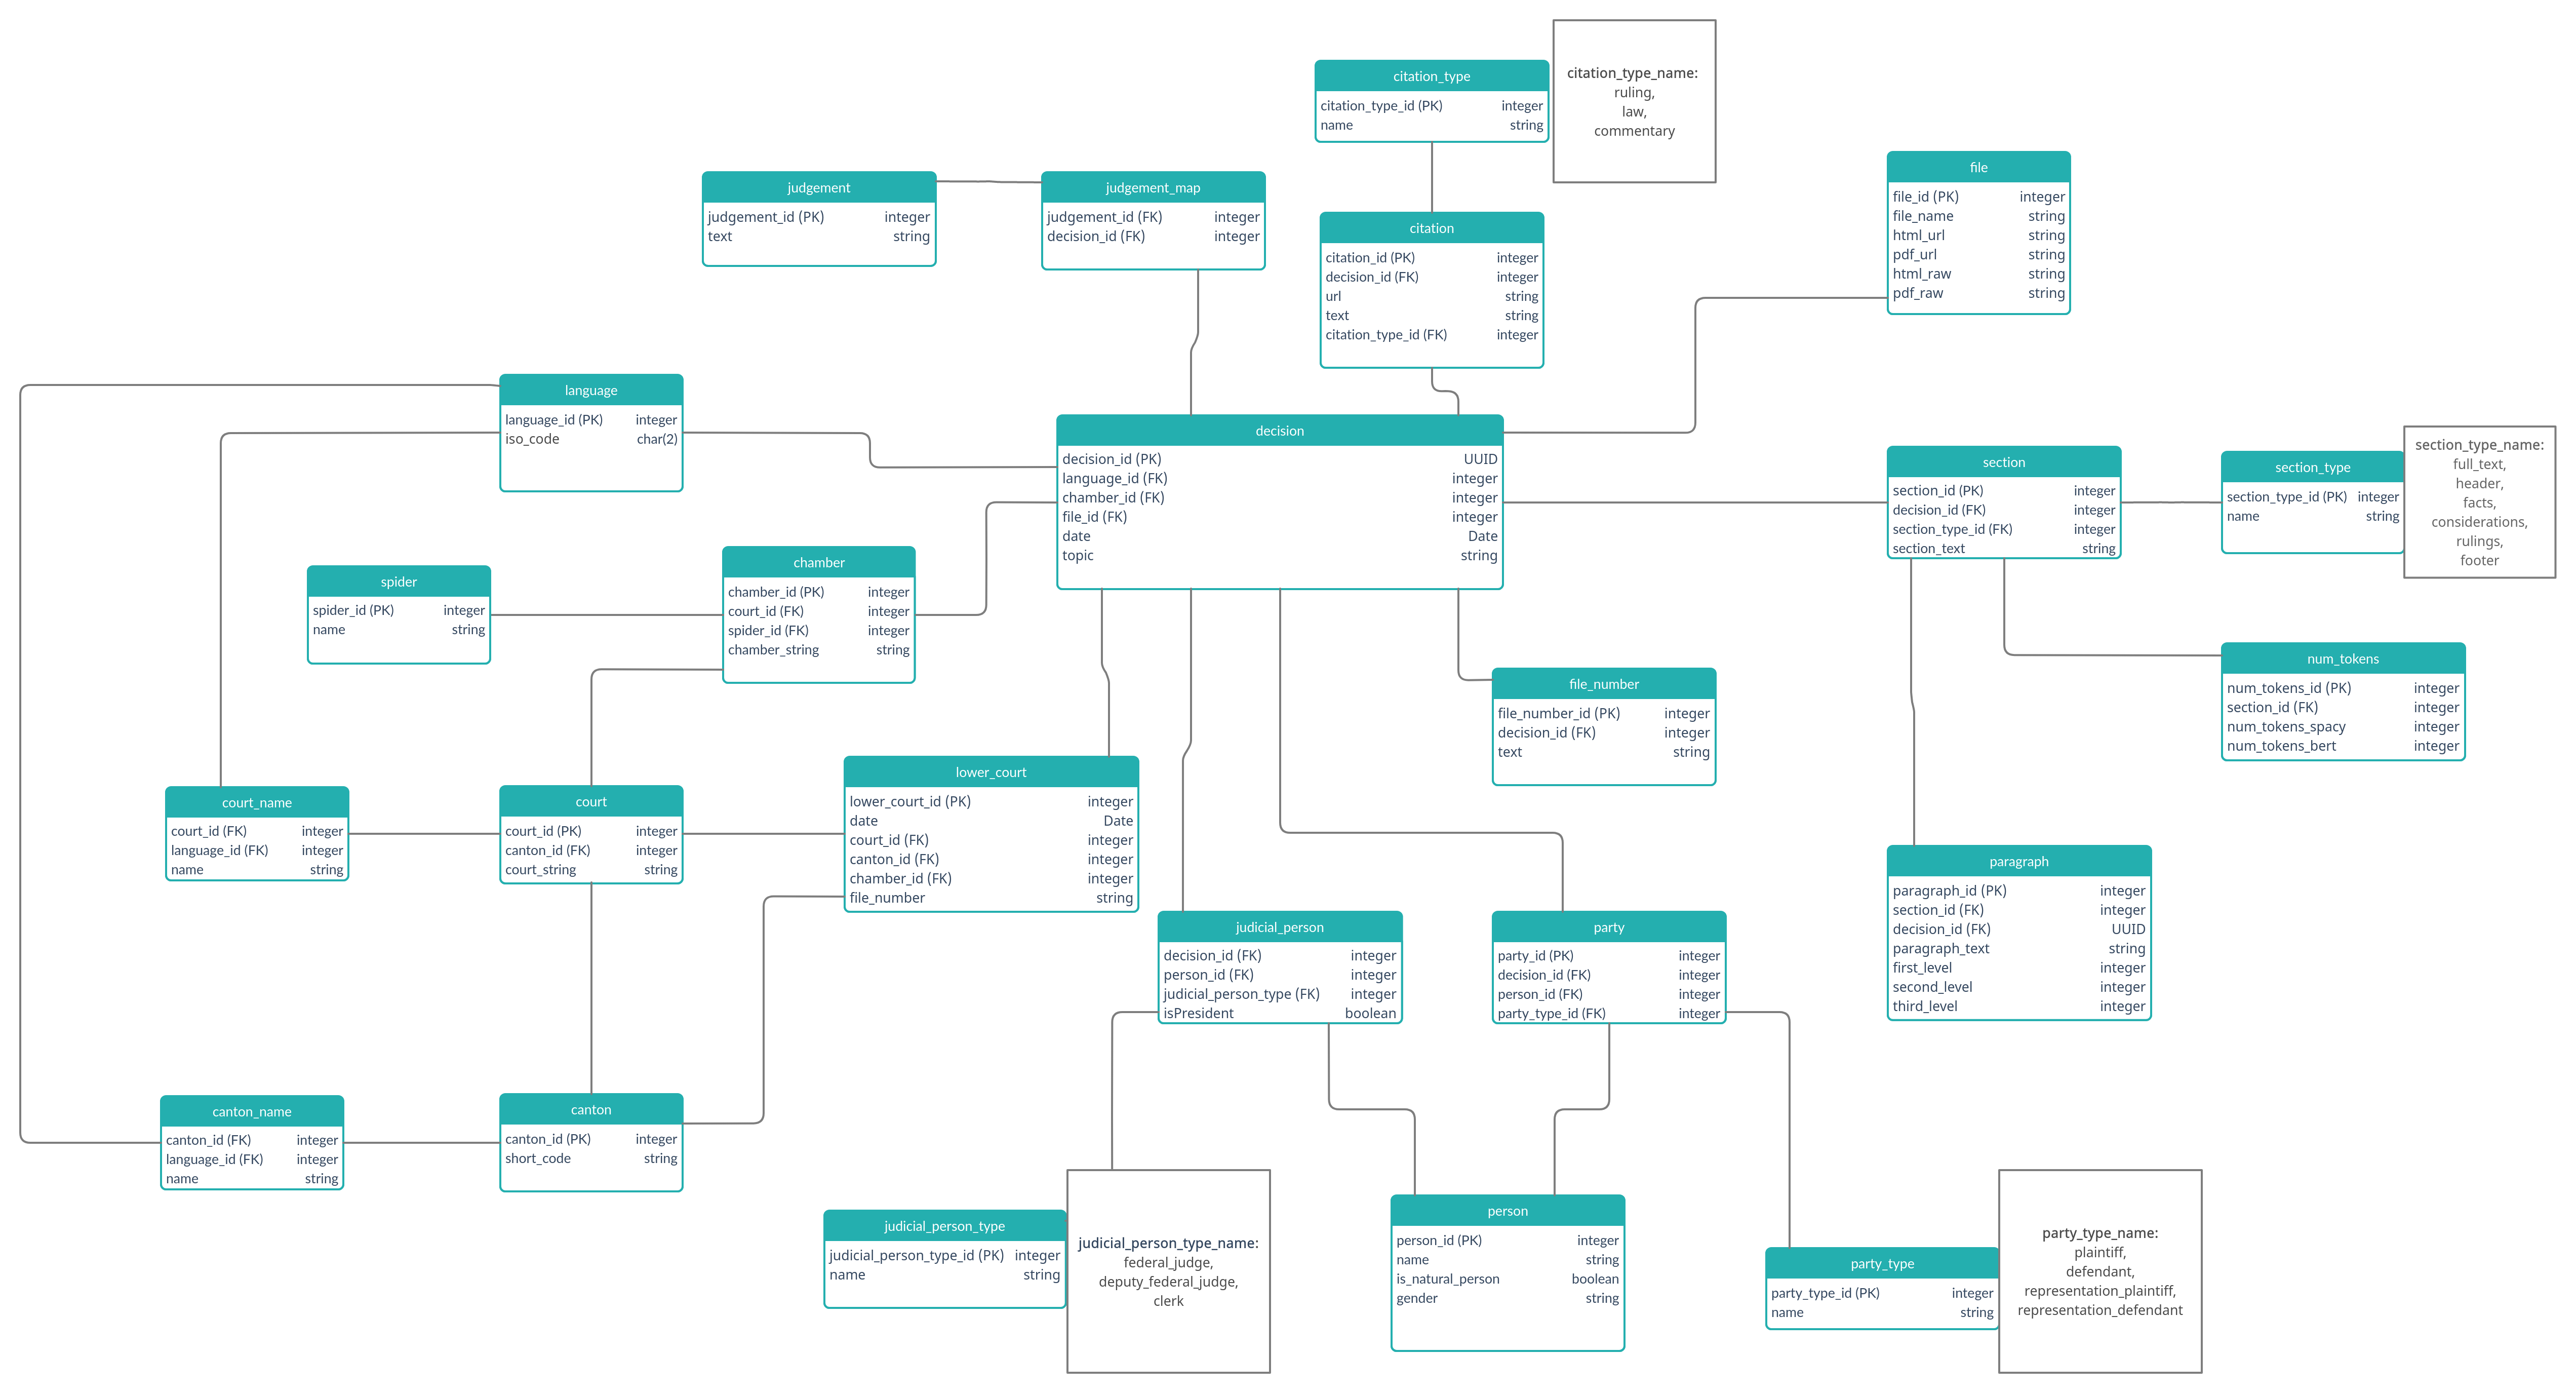 citation_type
citation_type_id (PK) integer
name string
citation_type_name:
ruling,
law,
commentary
judgement
judgement_id (PK) integer
text string
judgement_map
judgement_id (FK) integer
decision_id (FK) integer
citation
citation_id (PK) integer
decision_id (FK) integer
url string
text string
citation_type_id (FK) integer
file
file_id (PK) integer
file_name string
html_url string
pdf_url string
html_raw string
pdf_raw string
language
language_id (PK) integer
iso_code char(2)
decision
decision_id (PK) UUID
language_id (FK) integer
chamber_id (FK) integer
file_id (FK) integer
date Date
topic string
section
section_id (PK) integer
decision_id (FK) integer
section_type_id (FK) integer
section_text string
section_type
section_type_id (PK) integer
name string
section_type_name:
full_text,
header,
facts,
considerations,
rulings,
footer
spider
spider_id (PK) integer
name string
chamber
chamber_id (PK) integer
court_id (FK) integer
spider_id (FK) integer
chamber_string string
file_number
file_number_id (PK) integer
decision_id (FK) integer
text string
num_tokens
num_tokens_id (PK) integer
section_id (FK) integer
num_tokens_spacy integer
num_tokens_bert integer
court_name
court_id (FK) integer
language_id (FK) integer
name string
court
court_id (PK) integer
canton_id (FK) integer
court_string string
lower_court
lower_court_id (PK) integer
date Date
court_id (FK) integer
canton_id (FK) integer
chamber_id (FK) integer
file_number string
judicial_person
decision_id (FK) integer
person_id (FK) integer
judicial_person_type (FK) integer
isPresident boolean
party
party_id (PK) integer
decision_id (FK) integer
person_id (FK) integer
party_type_id (FK) integer
paragraph
paragraph_id (PK) integer
section_id (FK) integer
decision_id (FK) UUID
paragraph_text string
first_level integer
second_level integer
third_level integer
canton_name
canton_id (FK) integer
language_id (FK) integer
name string
canton
canton_id (PK) integer
short_code string
judicial_person_type
judicial_person_type_id (PK) integer
name string
judicial_person_type_name:
federal_judge,
deputy_federal_judge,
clerk
person
person_id (PK) integer
name string
is_natural_person boolean
gender string
party_type
party_type_id (PK) integer
name string
party_type_name:
plaintiff,
defendant,
representation_plaintiff,
representation_defendant